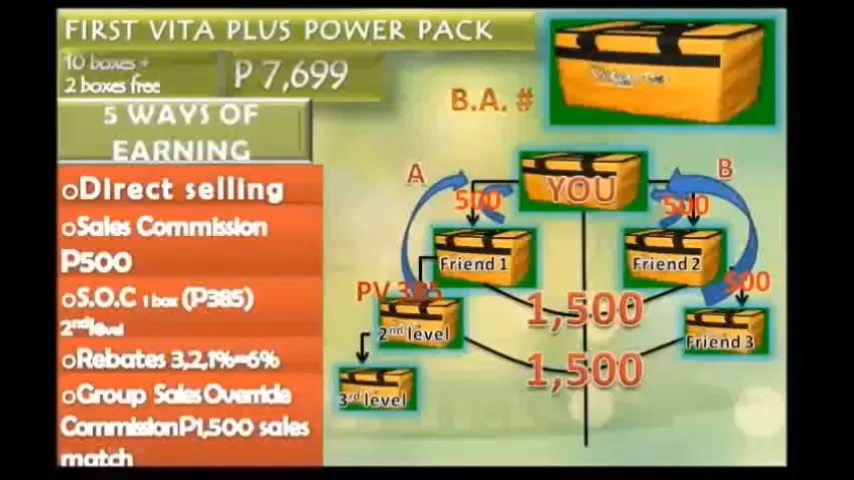 FIRST VITA PLUS POWER PACK
10 boxes +
2 boxes free
P 7,699
B.A. #
5 WAYS OF
EARNING
oDirect selling
oSales Commission
P500
oS.O.C 1 box (P385)
2nd level
oRebates 3,2,1%=6%
oGroup Sales Override
CommissionP1,500 sales
match
A
B
YOU
500
500
Friend 1
Friend 2
500
PV 385
1,500
2nd level
Friend 3
1,500
3rd level